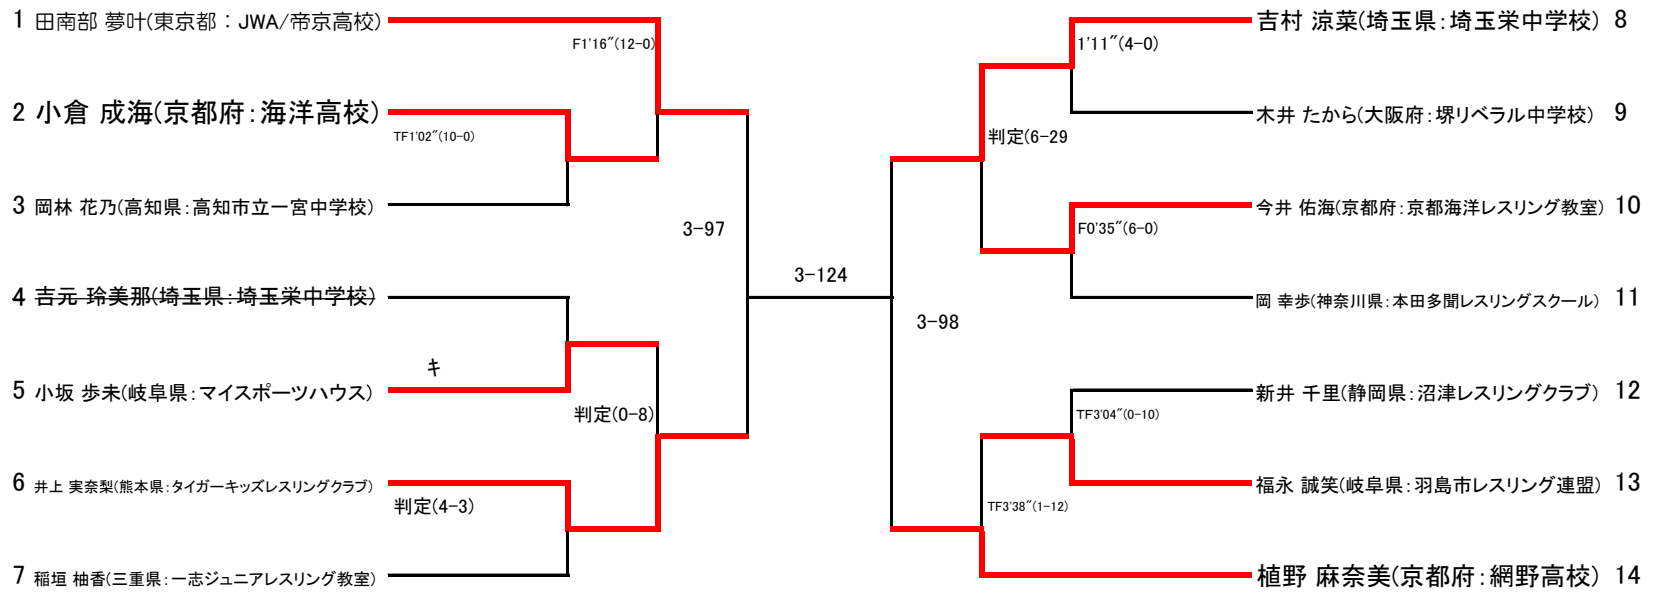 1 田南部 夢叶(東京都：JWA/帝京高校)
F1'16"(12-0)
2 小倉 成海(京都府：海洋高校)
TF1'02"(10-0)
3 岡林 花乃(高知県：高知市立一宮中学校)
3-97
4 吉元 玲美那(埼玉県：埼玉栄中学校)
キ
5 小坂 歩未(岐阜県：マイスポーツハウス)
判定(0-8)
6 井上 実奈梨(熊本県：タイガーキッズレスリングクラブ)
判定(4-3)
7 稲垣 柚香(三重県：一志ジュニアレスリング教室)
3-124
吉村 涼菜(埼玉県：埼玉栄中学校) 8
1'11"(4-0)
木井 たから(大阪府：堺リベラル中学校) 9
判定(6-29
今井 佑海(京都府：京都海洋レスリング教室) 10
F0'35"(6-0)
岡 幸歩(神奈川県：本田多聞レスリングスクール) 11
3-98
新井 千里(静岡県：沼津レスリングクラブ) 12
TF3'04"(0-10)
福永 誠笑(岐阜県：羽島市レスリング連盟) 13
TF3'38"(1-12)
植野 麻奈美(京都府：網野高校) 14